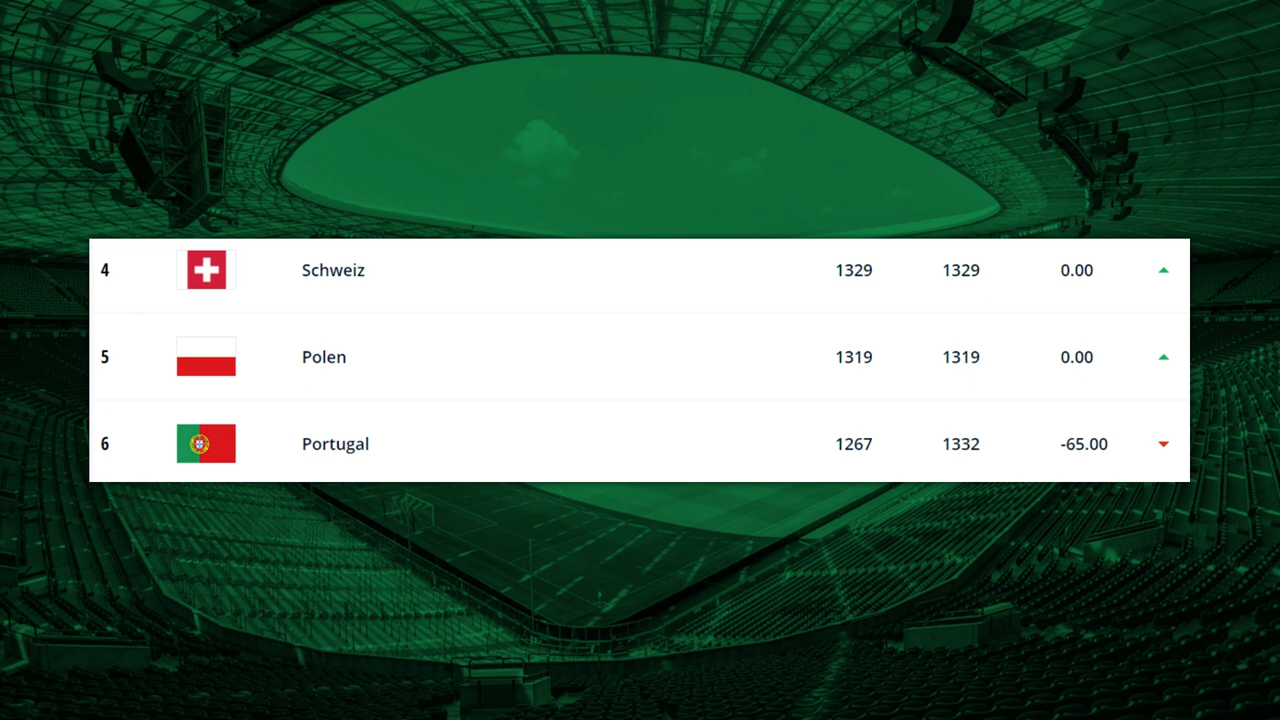 4 Schweiz 1329 1329 0.00
5 Polen 1319 1319 0.00
6 Portugal 1267 1332 -65.00